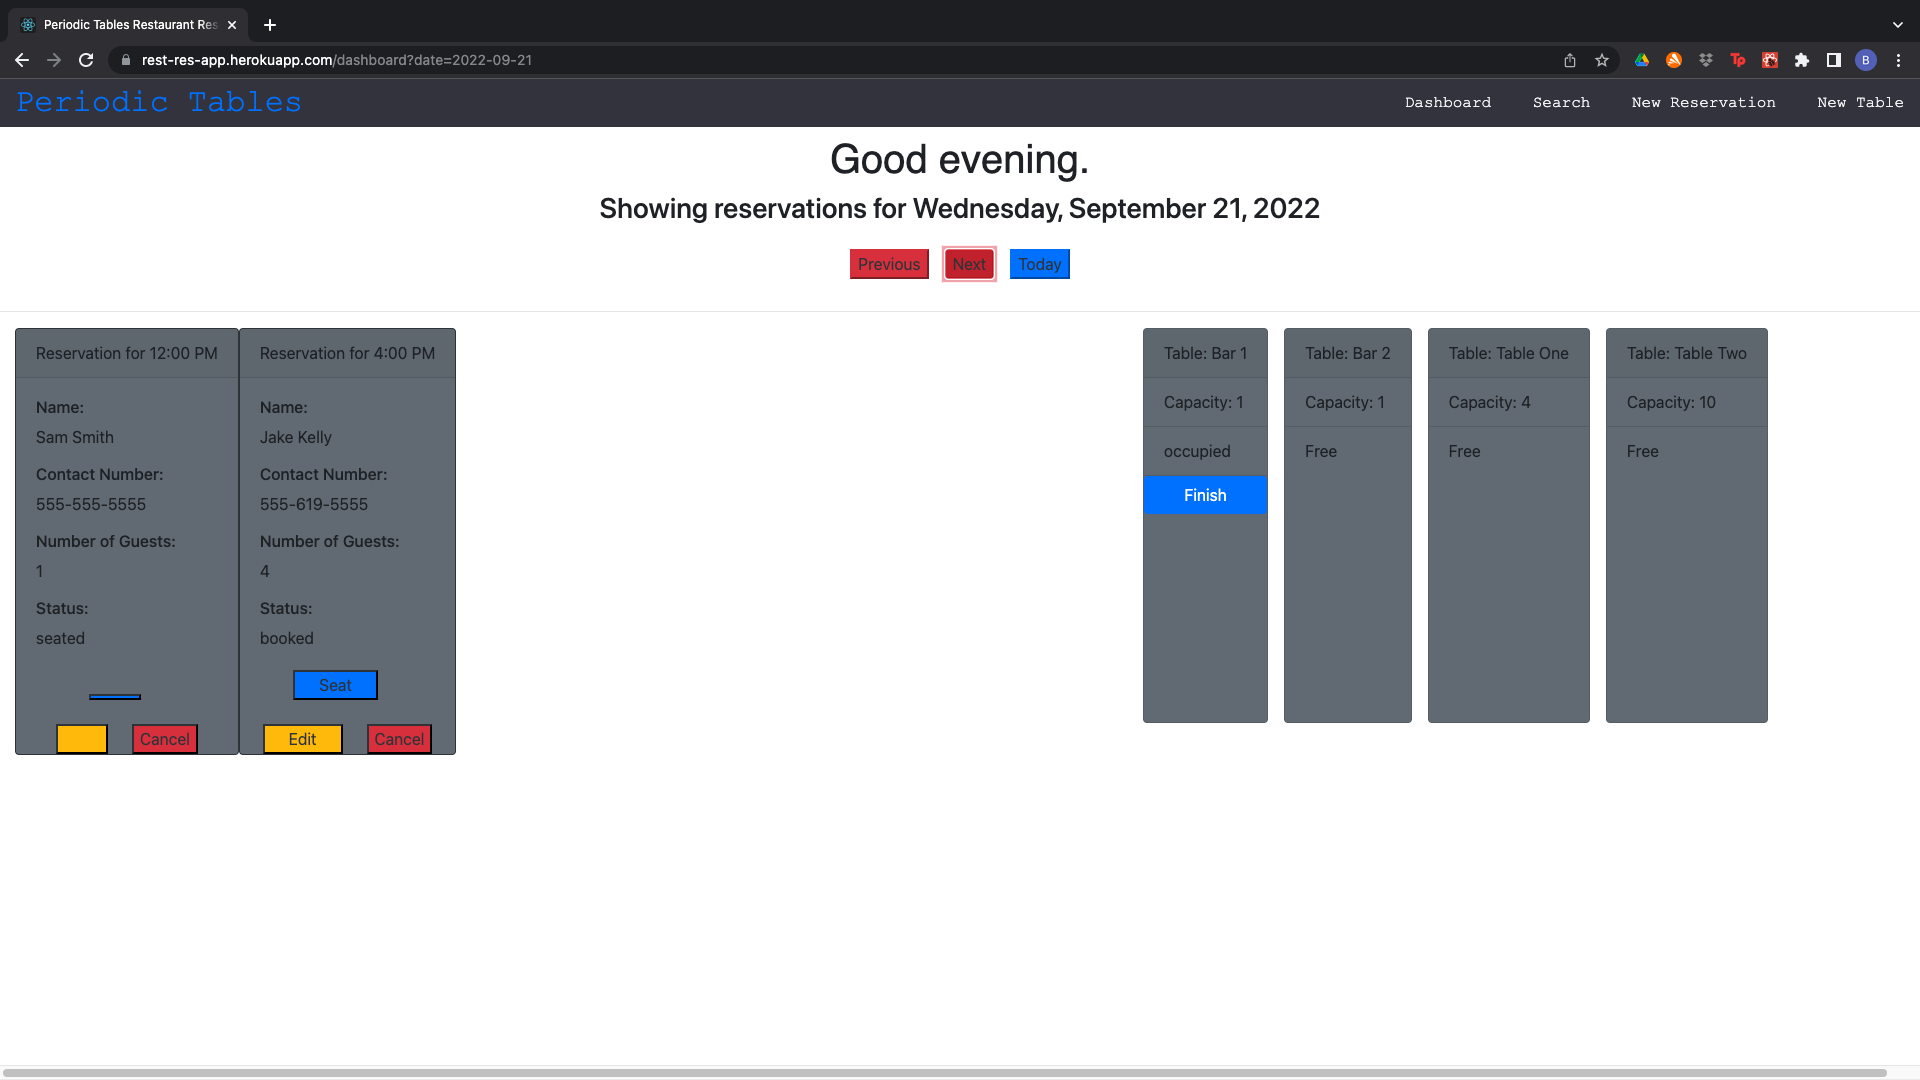 Periodic Tables Restaurant Res
rest-res-app.herokuapp.com/dashboard?date=2022-09-21
Tp
B
Periodic Tables
Dashboard
Search
New Reservation
New Table
Good evening.
Showing reservations for Wednesday, September 21, 2022
Previous
Next
Today
Reservation for 12:00 PM
Name:
Sam Smith
Contact Number:
555-555-5555
Number of Guests:
1
Status:
seated
Cancel
Reservation for 4:00 PM
Name:
Jake Kelly
Contact Number:
555-619-5555
Number of Guests:
4
Status:
booked
Seat
Edit
Cancel
Table: Bar 1
Capacity: 1
occupied
Finish
Table: Bar 2
Capacity: 1
Free
Table: Table One
Capacity: 4
Free
Table: Table Two
Capacity: 10
Free